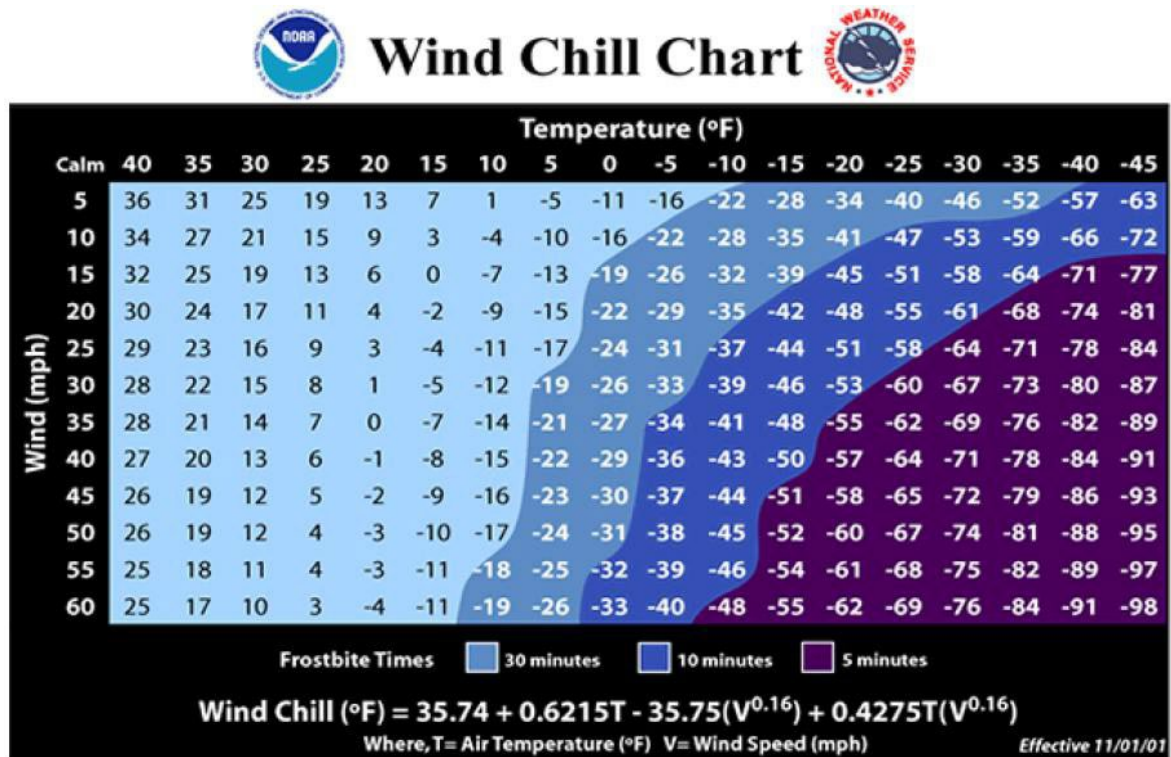 NOAA
Wind Chill Chart
NATIONAL WEATHER SERVICE
Temperature (ºF)
Calm 40 35 30 25 20 15 10 5 0 -5 -10 -15 -20 -25 -30 -35 -40 -45
Wind (mph)
5 36 31 25 19 13 7 1 -5 -11 -16 -22 -28 -34 -40 -46 -52 -57 -63
10 34 27 21 15 9 3 -4 -10 -16 -22 -28 -35 -41 -47 -53 -59 -66 -72
15 32 25 19 13 6 0 -7 -13 -19 -26 -32 -39 -45 -51 -58 -64 -71 -77
20 30 24 17 11 4 -2 -9 -15 -22 -29 -35 -42 -48 -55 -61 -68 -74 -81
25 29 23 16 9 3 -4 -11 -17 -24 -31 -37 -44 -51 -58 -64 -71 -78 -84
30 28 22 15 8 1 -5 -12 -19 -26 -33 -39 -46 -53 -60 -67 -73 -80 -87
35 28 21 14 7 0 -7 -14 -21 -27 -34 -41 -48 -55 -62 -69 -76 -82 -89
40 27 20 13 6 -1 -8 -15 -22 -29 -36 -43 -50 -57 -64 -71 -78 -84 -91
45 26 19 12 5 -2 -9 -16 -23 -30 -37 -44 -51 -58 -65 -72 -79 -86 -93
50 26 19 12 4 -3 -10 -17 -24 -31 -38 -45 -52 -60 -67 -74 -81 -88 -95
55 25 18 11 4 -3 -11 -18 -25 -32 -39 -46 -54 -61 -68 -75 -82 -89 -97
60 25 17 10 3 -4 -11 -19 -26 -33 -40 -48 -55 -62 -69 -76 -84 -91 -98
Frostbite Times 30 minutes 10 minutes 5 minutes
Wind Chill (ºF) = 35.74 + 0.6215T - 35.75(V^0.16) + 0.4275T(V^0.16)
Where, T= Air Temperature (ºF) V= Wind Speed (mph) Effective 11/01/01